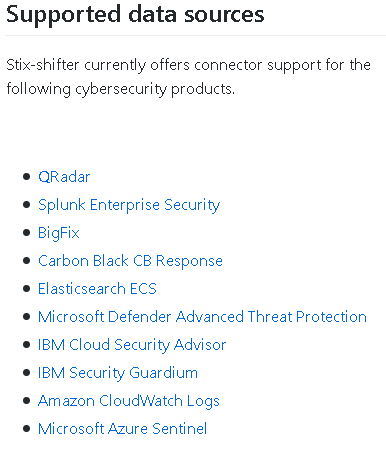 Supported data sources
Stix-shifter currently offers connector support for the
following cybersecurity products.
QRadar
Splunk Enterprise Security
BigFix
Carbon Black CB Response
Elasticsearch ECS
Microsoft Defender Advanced Threat Protection
IBM Cloud Security Advisor
IBM Security Guardium
Amazon CloudWatch Logs
Microsoft Azure Sentinel